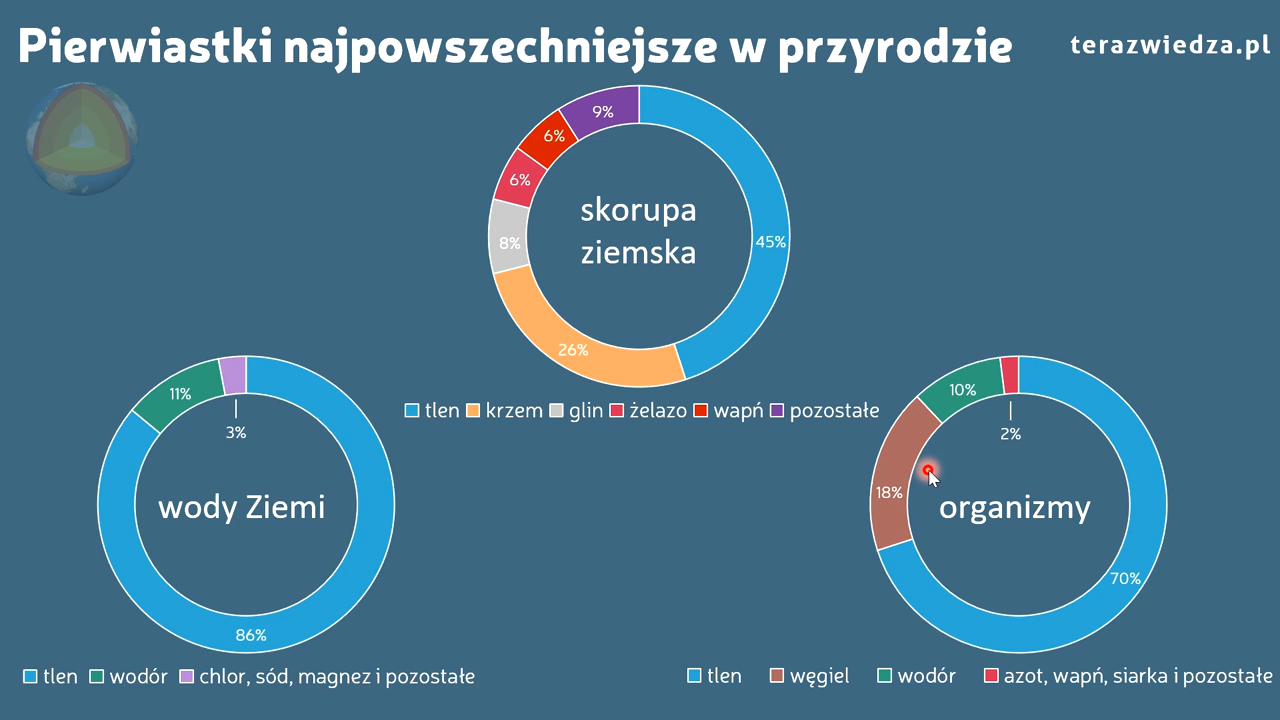 Pierwiastki najpowszechniejsze w przyrodzie
terazwiedza.pl
9%
6%
6%
8%
45%
26%
skorupa
ziemska
tlen krzem glin żelazo wapń pozostałe
11%
3%
86%
wody Ziemi
tlen wodór chlor, sód, magnez i pozostałe
10%
2%
18%
70%
organizmy
tlen węgiel wodór azot, wapń, siarka i pozostałe